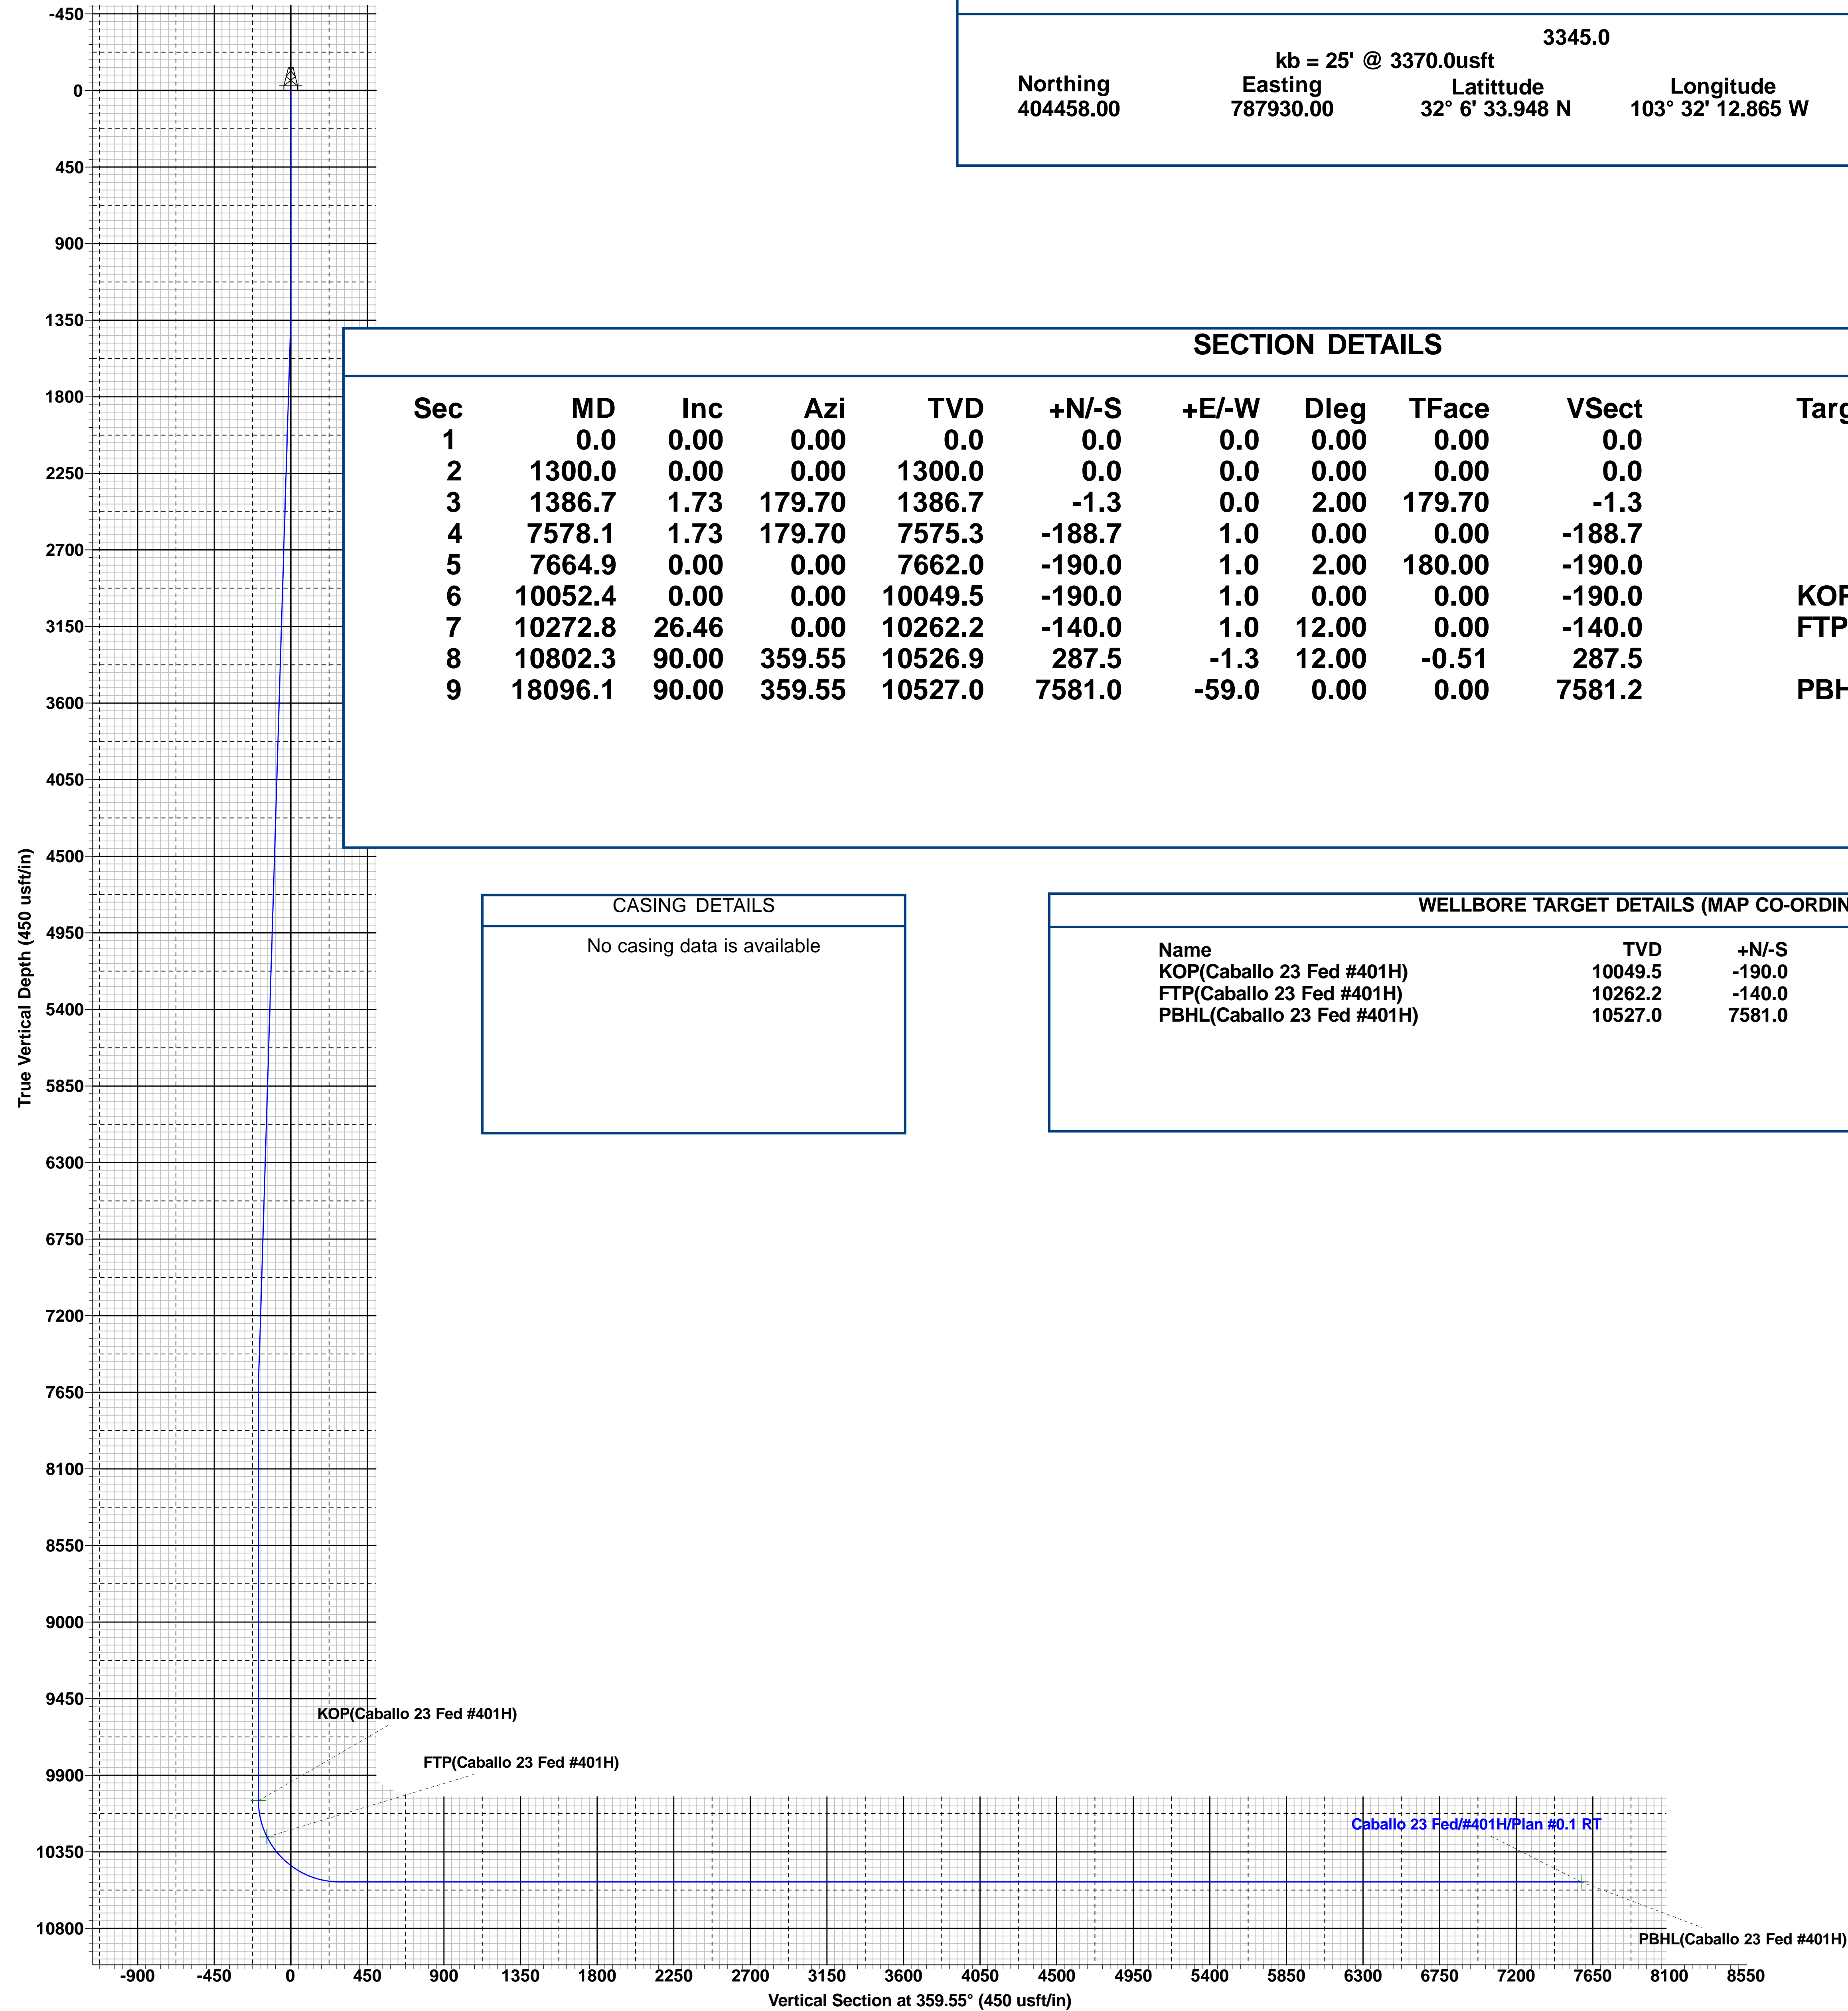 3345.0
kb = 25' @ 3370.0usft
Northing Easting Latittude Longitude
404458.00 787930.00 32° 6' 33.948 N 103° 32' 12.865 W
SECTION DETAILS
Sec MD Inc Azi TVD +N/-S +E/-W Dleg TFace VSect Targ
1 0.0 0.00 0.00 0.0 0.0 0.0 0.00 0.00 0.0
2 1300.0 0.00 0.00 1300.0 0.0 0.0 0.00 0.00 0.0
3 1386.7 1.73 179.70 1386.7 -1.3 0.0 2.00 179.70 -1.3
4 7578.1 1.73 179.70 7575.3 -188.7 1.0 0.00 0.00 -188.7
5 7664.9 0.00 0.00 7662.0 -190.0 1.0 2.00 180.00 -190.0
6 10052.4 0.00 0.00 10049.5 -190.0 1.0 0.00 0.00 -190.0 KOP
7 10272.8 26.46 0.00 10262.2 -140.0 1.0 12.00 0.00 -140.0 FTP
8 10802.3 90.00 359.55 10526.9 287.5 -1.3 12.00 -0.51 287.5
9 18096.1 90.00 359.55 10527.0 7581.0 -59.0 0.00 0.00 7581.2 PBH
CASING DETAILS
No casing data is available
WELLBORE TARGET DETAILS (MAP CO-ORDIN
Name TVD +N/-S
KOP(Caballo 23 Fed #401H) 10049.5 -190.0
FTP(Caballo 23 Fed #401H) 10262.2 -140.0
PBHL(Caballo 23 Fed #401H) 10527.0 7581.0
True Vertical Depth (450 usft/in)
-450
0
450
900
1350
1800
2250
2700
3150
3600
4050
4500
4950
5400
5850
6300
6750
7200
7650
8100
8550
9000
9450
9900
10350
10800
KOP(Caballo 23 Fed #401H)
FTP(Caballo 23 Fed #401H)
Caballo 23 Fed/#401H/Plan #0.1 RT
PBHL(Caballo 23 Fed #401H)
-900 -450 0 450 900 1350 1800 2250 2700 3150 3600 4050 4500 4950 5400 5850 6300 6750 7200 7650 8100 8550
Vertical Section at 359.55° (450 usft/in)